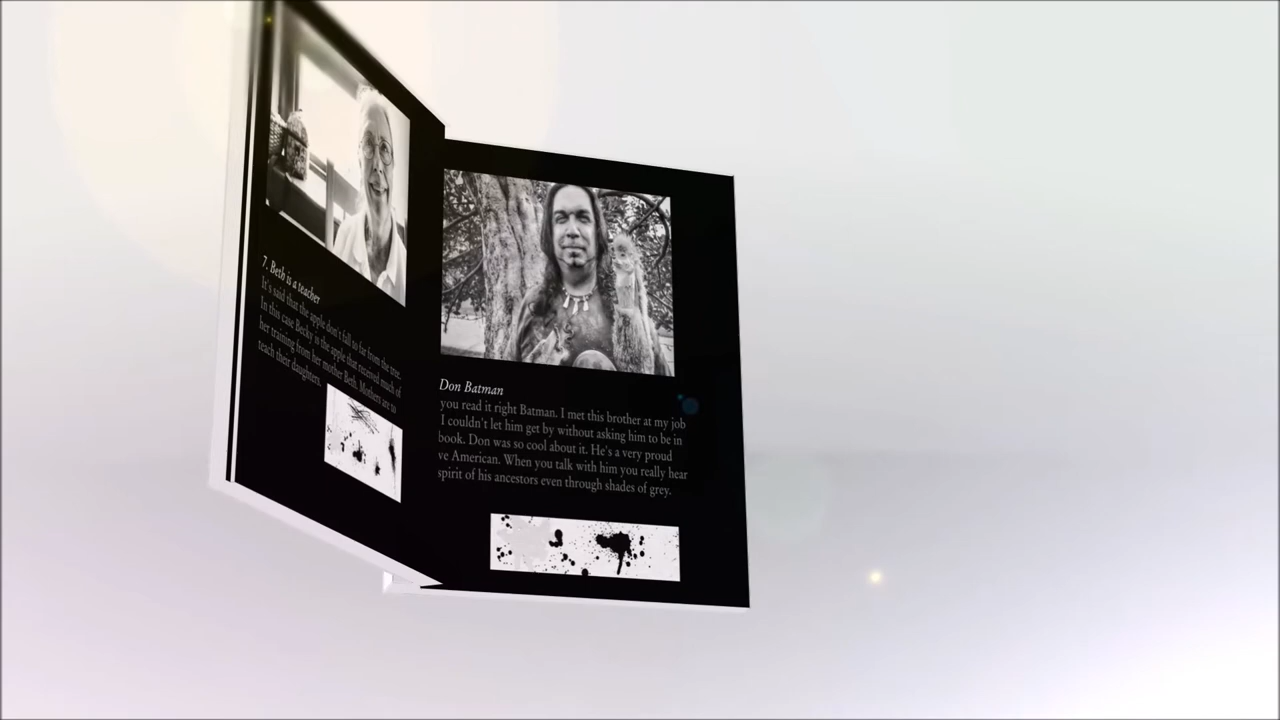 7. Beth is a teacher
It's said that the apple don't fall to far from the tree.
In this case Becky is the apple that received much of
her training from her mother Beth. Mothers are to
teach their daughters.
Don Batman
you read it right Batman. I met this brother at my job
I couldn't let him get by without asking him to be in
book. Don was so cool about it. He's a very proud
ve American. When you talk with him you really hear
spirit of his ancestors even through shades of grey.